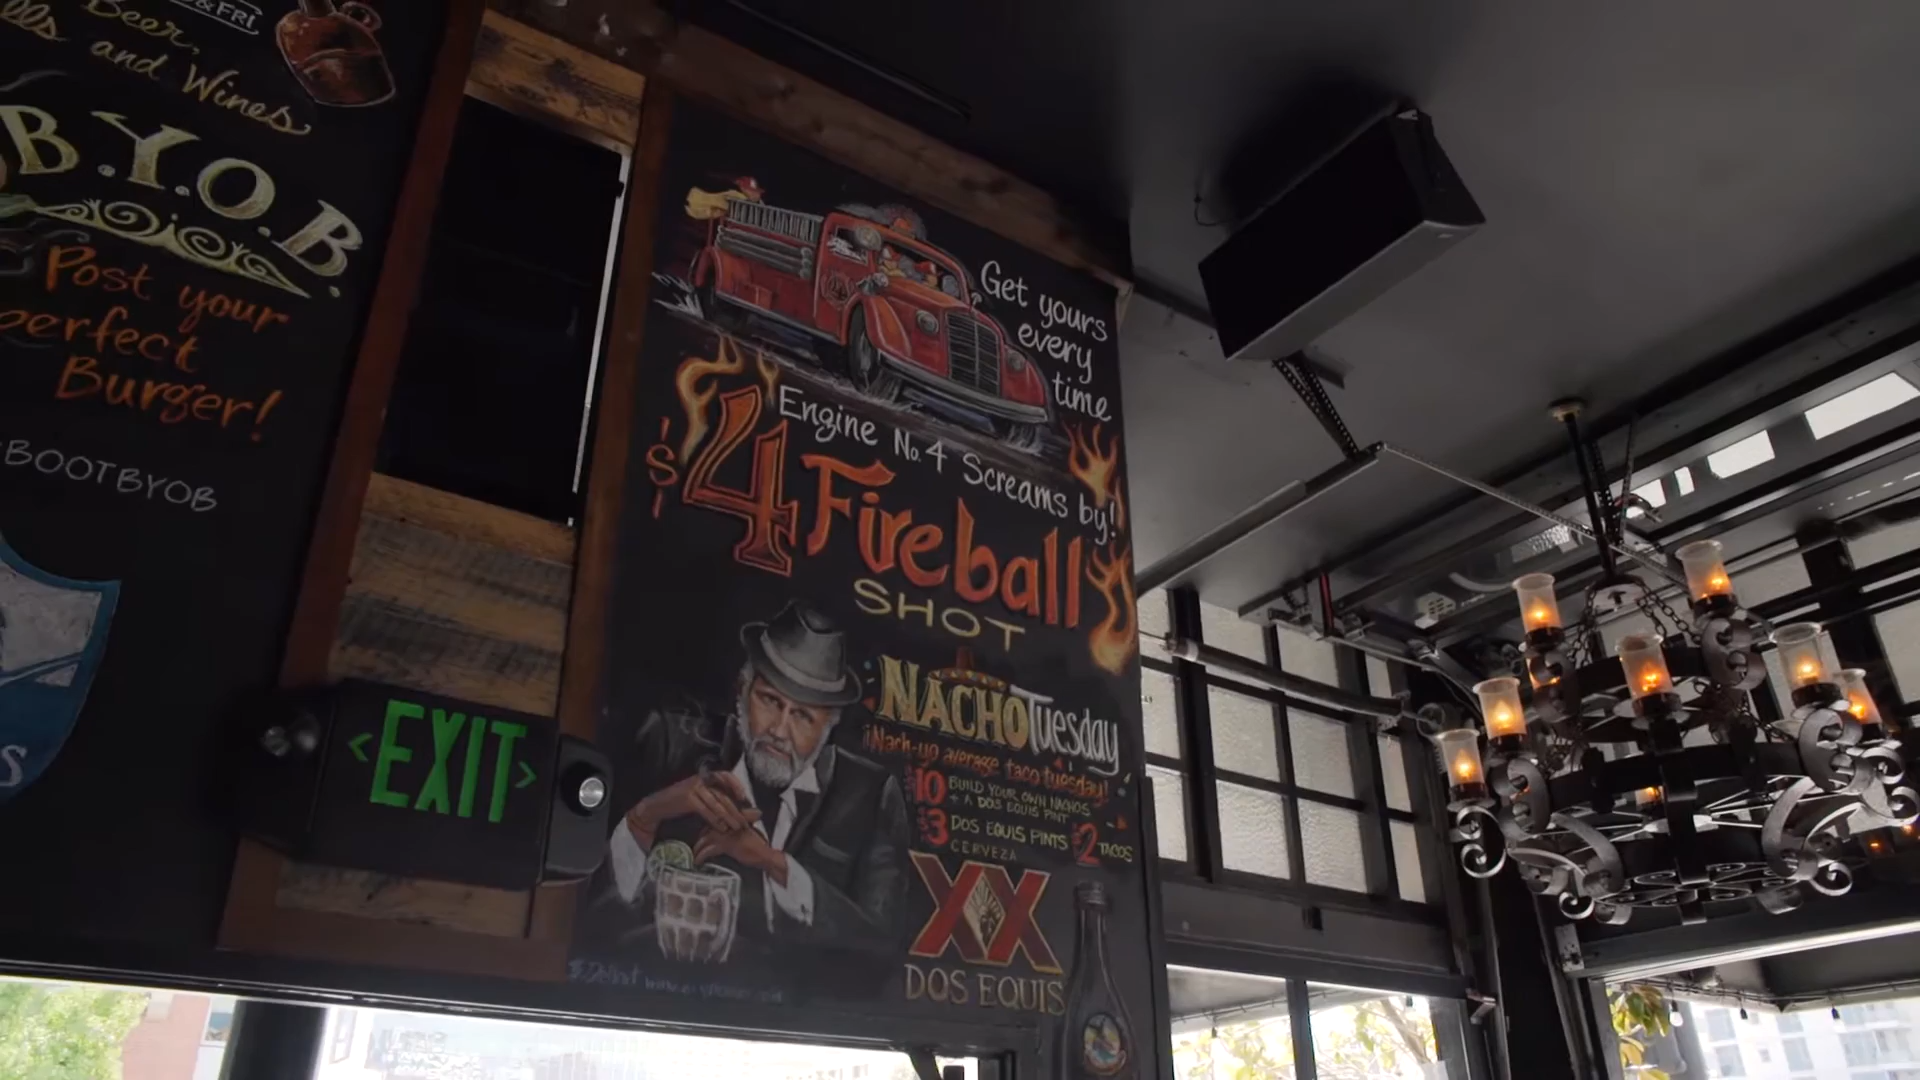 &FRI
Beer,
and Wines
B.Y.O.B.
Post your
perfect
Burger!
BOOTBYOB
S
EXIT
Get yours
every
time
Engine No. 4 Screams by!
$4 Fireball
SHOT
NACHO Tuesday
¡Nach-yo average taco tuesday!
$10 BUILD YOUR OWN NACHOS
+ A DOS EQUIS PINT
$3 DOS EQUIS PINTS $2 TACOS
CERVEZA
XX
DOS EQUIS